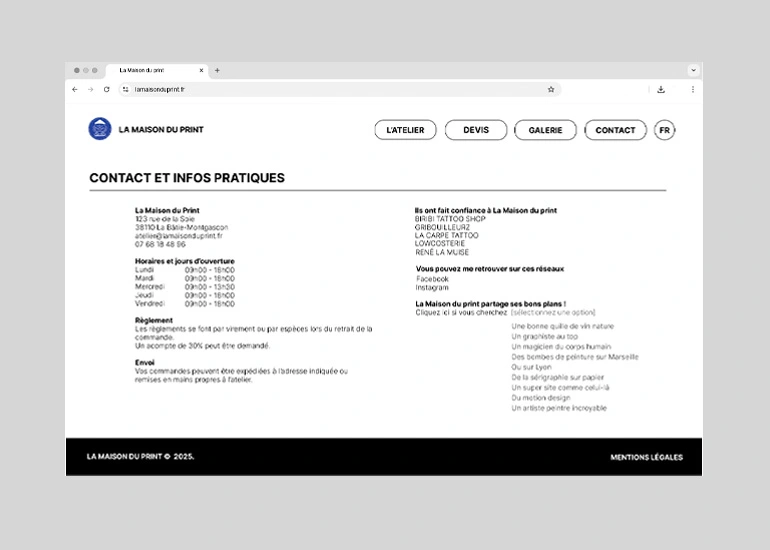 La Maison du print
lamaisonduprint.fr
LA MAISON DU PRINT
L'ATELIER
DEVIS
GALERIE
CONTACT
FR
CONTACT ET INFOS PRATIQUES
La Maison du Print
123 rue de la Soie
38110 La Bâtie-Montgascon
atelier@lamaisonduprint.fr
07 68 18 48 96
Horaires et jours d'ouverture
Lundi 09h00 - 16h00
Mardi 09h00 - 16h00
Mercredi 09h00 - 13h30
Jeudi 09h00 - 16h00
Vendredi 09h00 - 16h00
Règlement
Les règlements se font par virement ou par espèces lors du retrait de la
commande.
Un acompte de 30% peut être demandé.
Envoi
Vos commandes peuvent être expédiées à l'adresse indiquée ou
remises en mains propres à l'atelier.
Ils ont fait confiance à La Maison du print
BIRIBI TATTOO SHOP
GRIBOUILLEURZ
LA CARPE TATTOO
LOWCOSTERIE
RENÉ LA MUISE
Vous pouvez me retrouver sur ces réseaux
Facebook
Instagram
La Maison du print partage ses bons plans !
Cliquez ici si vous cherchez [sélectionnez une option]
Une bonne quille de vin nature
Un graphiste au top
Un magicien du corps humain
Des bombes de peinture sur Marseille
Ou sur Lyon
De la sérigraphie sur papier
Un super site comme celui-là
Du motion design
Un artiste peintre incroyable
LA MAISON DU PRINT © 2025.
MENTIONS LÉGALES